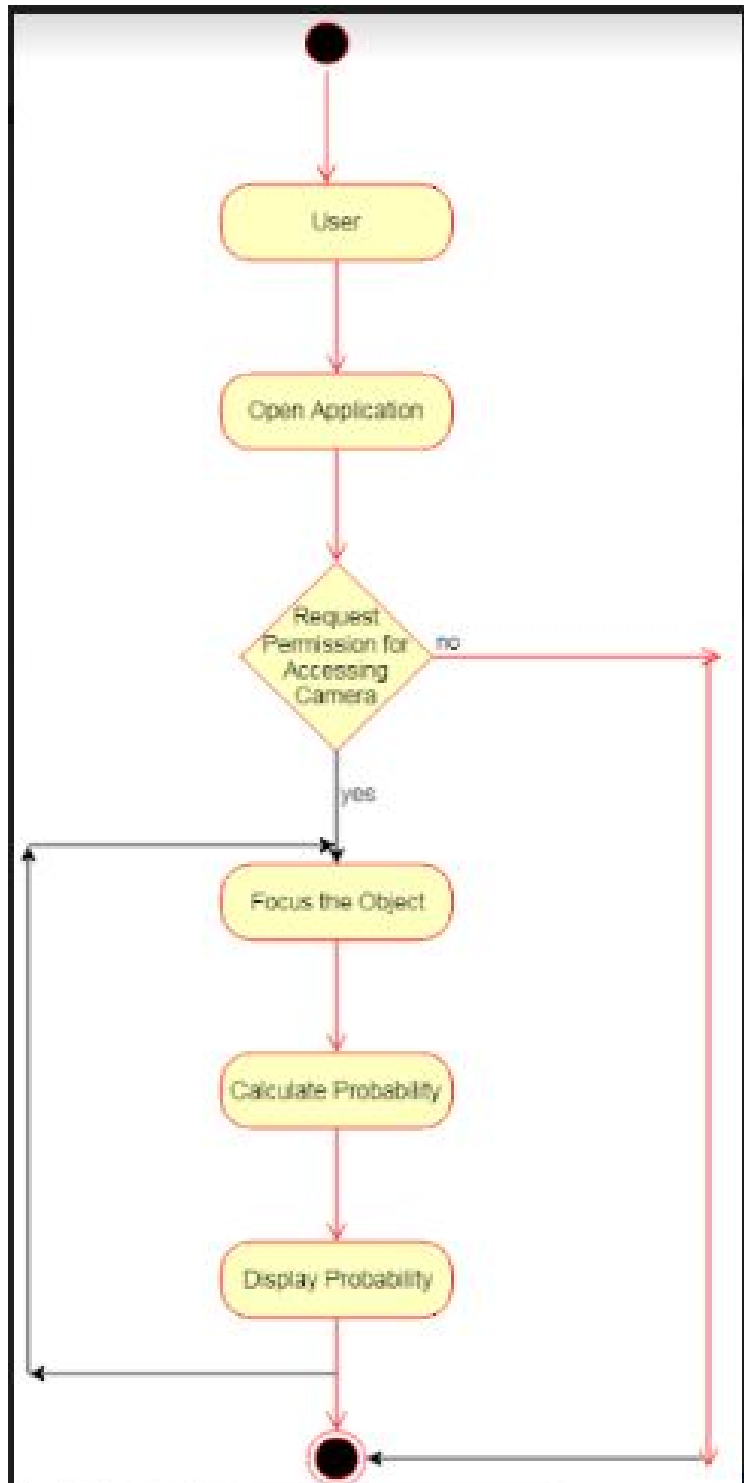 User
Open Application
Request
Permission for
Accessing
Camera
no
yes
Focus the Object
Calculate Probability
Display Probability